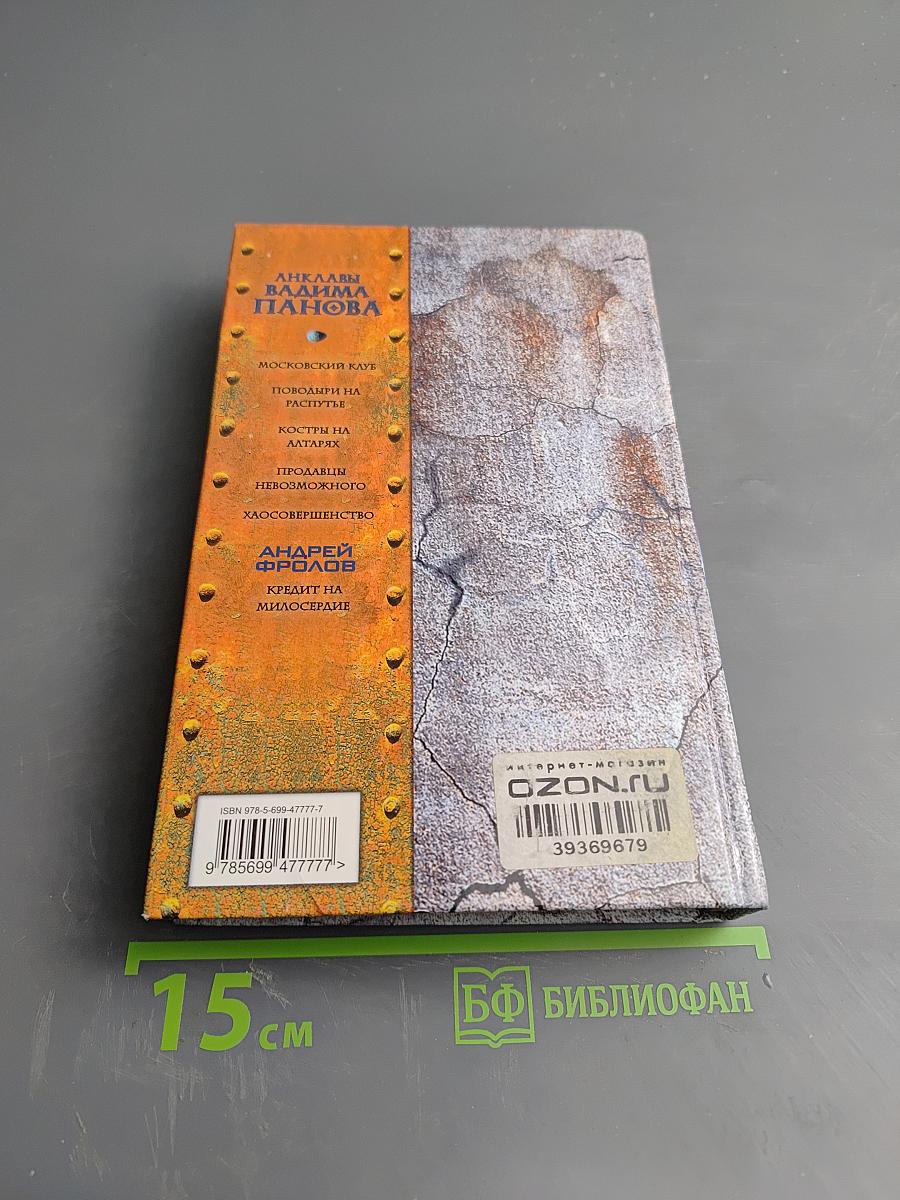 АНКЛАВЫ
ВАДИМА
ПАНОВА
МОСКОВСКИЙ КЛУБ
ПОВОДЫРИ НА
РАСПУТЬЕ
КОСТРЫ НА
АЛТАРЯХ
ПРОДАВЦЫ
НЕВОЗМОЖНОГО
ХАОСОВЕРШЕНСТВО
АНДРЕЙ
ФРОЛОВ
КРЕДИТ НА
МИЛОСЕРДИЕ
ISBN 978-5-699-47777-7
9 785699 477777 >
интернет-магазин
OZON.ru
39369679
15 см
БФ БИБЛИОФАН